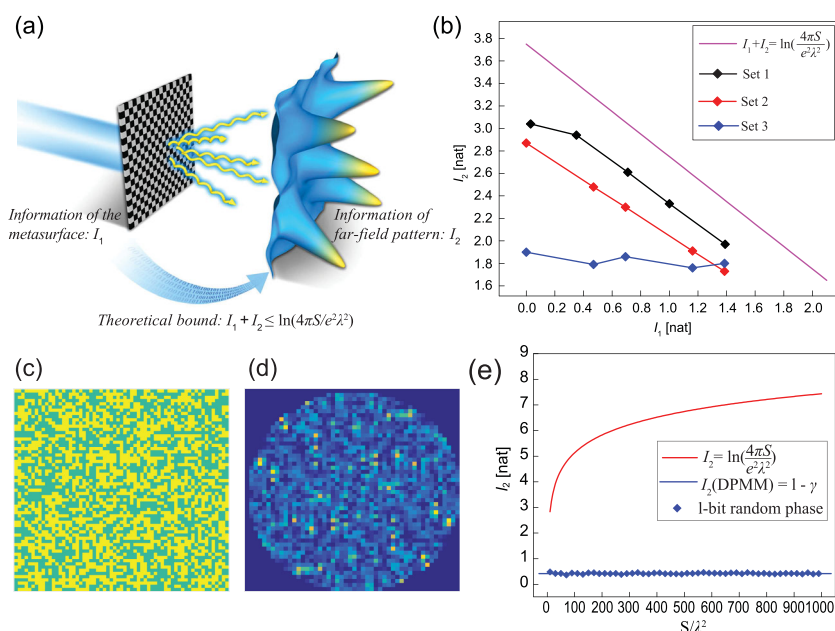 (a)
Information of the
metasurface: I₁
Information of
far-field pattern: I₂
Theoretical bound: I₁ + I₂ ≤ ln(4πS/e²λ²)
(b)
I₂ [nat]
3.8
3.6
3.4
3.2
3.0
2.8
2.6
2.4
2.2
2.0
1.8
1.6
I₁+I₂= ln(4πS/e²λ²)
Set 1
Set 2
Set 3
0.0 0.2 0.4 0.6 0.8 1.0 1.2 1.4 1.6 1.8 2.0
I₁ [nat]
(c)
(d)
(e)
I₂ [nat]
9
8
7
6
5
4
3
2
1
0
I₂= ln(4πS/e²λ²)
I₂(DPMM) = 1 - γ
1-bit random phase
0 100 200 300 400 500 600 700 800 900 1000
S/λ²